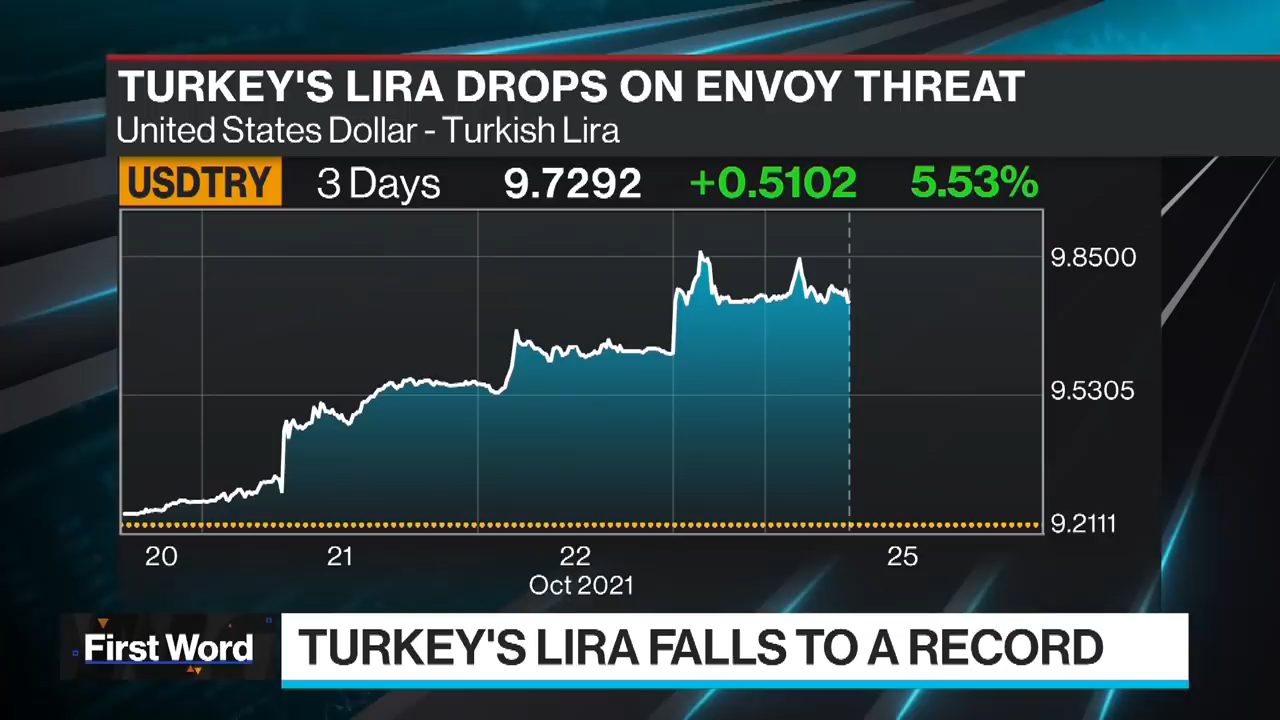 TURKEY'S LIRA DROPS ON ENVOY THREAT
United States Dollar - Turkish Lira
USDTRY 3 Days 9.7292 +0.5102 5.53%
9.8500
9.5305
9.2111
20 21 22 25
Oct 2021
First Word
TURKEY'S LIRA FALLS TO A RECORD